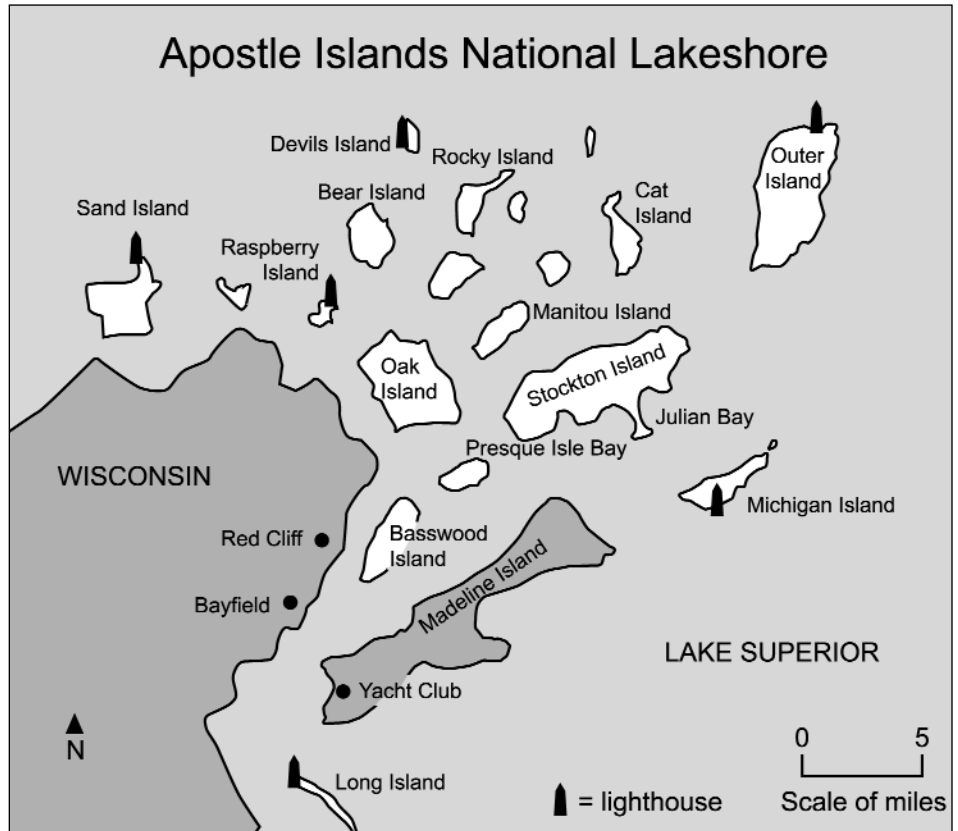 Apostle Islands National Lakeshore
Devils Island
Rocky Island
Outer
Island
Bear Island
Cat
Island
Sand Island
Raspberry
Island
Manitou Island
Oak
Island
Stockton Island
Julian Bay
Presque Isle Bay
WISCONSIN
Michigan Island
Red Cliff
Basswood
Island
Madeline Island
Bayfield
LAKE SUPERIOR
Yacht Club
N
0 5
Long Island
= lighthouse
Scale of miles